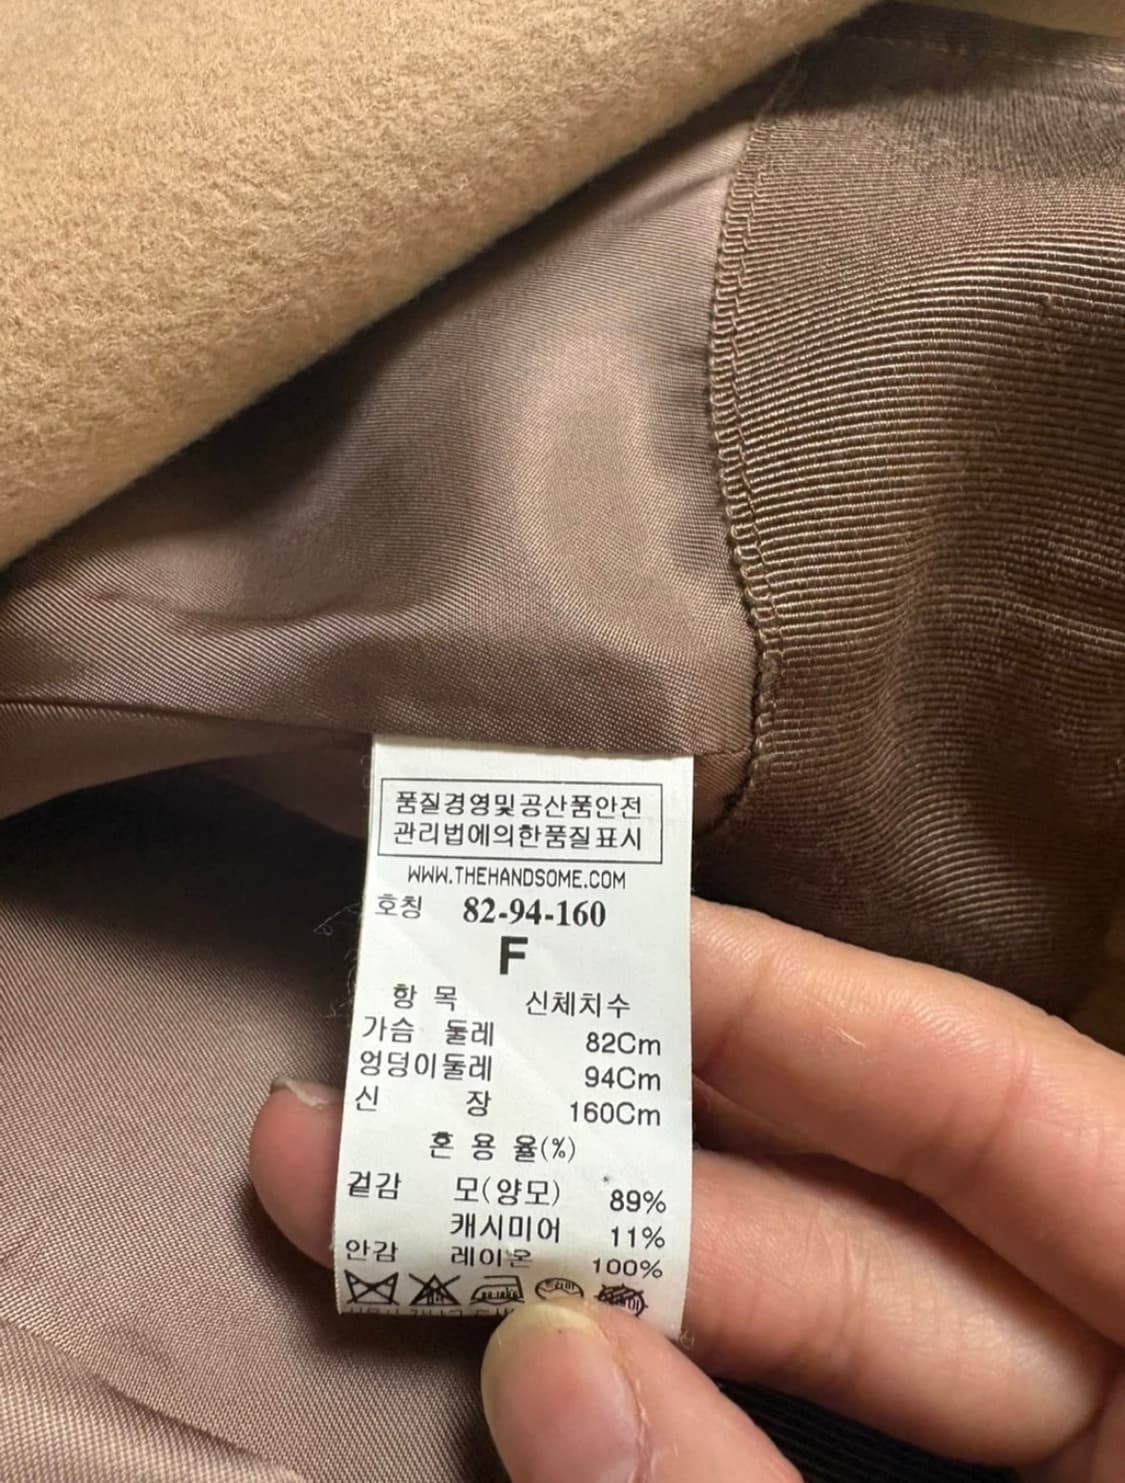 품질경영및공산품안전
관리법에의한품질표시
WWW.THEHANDSOME.COM
호칭 82-94-160
F
항 목 신체치수
가슴 둘레 82Cm
엉덩이둘레 94Cm
신 장 160Cm
혼 용 율(%)
겉감 모(양모) 89%
캐시미어 11%
안감 레이온 100%